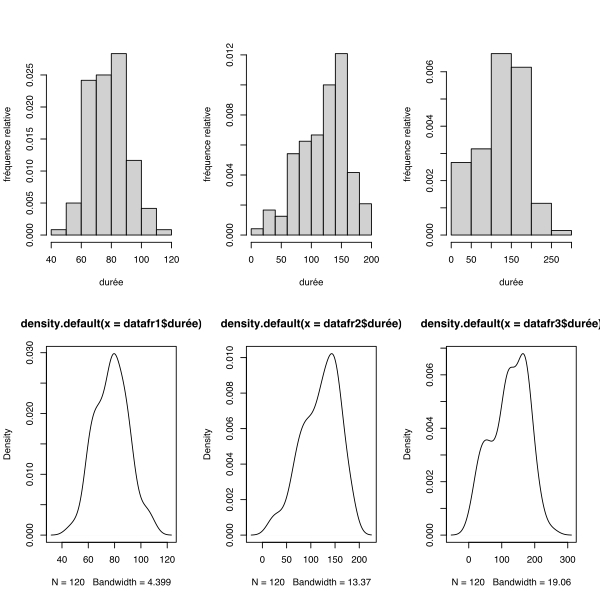 fréquence relative
0.000 0.005 0.010 0.015 0.020 0.025
40 60 80 100 120
durée
fréquence relative
0.000 0.004 0.008 0.012
0 50 100 150 200
durée
fréquence relative
0.000 0.002 0.004 0.006
0 50 150 250
durée
density.default(x = datafr1$durée)
Density
0.000 0.010 0.020 0.030
40 60 80 100 120
N = 120 Bandwidth = 4.399
density.default(x = datafr2$durée)
Density
0.000 0.002 0.004 0.006 0.008 0.010
0 50 100 150 200
N = 120 Bandwidth = 13.37
density.default(x = datafr3$durée)
Density
0.000 0.002 0.004 0.006
0 100 200 300
N = 120 Bandwidth = 19.06